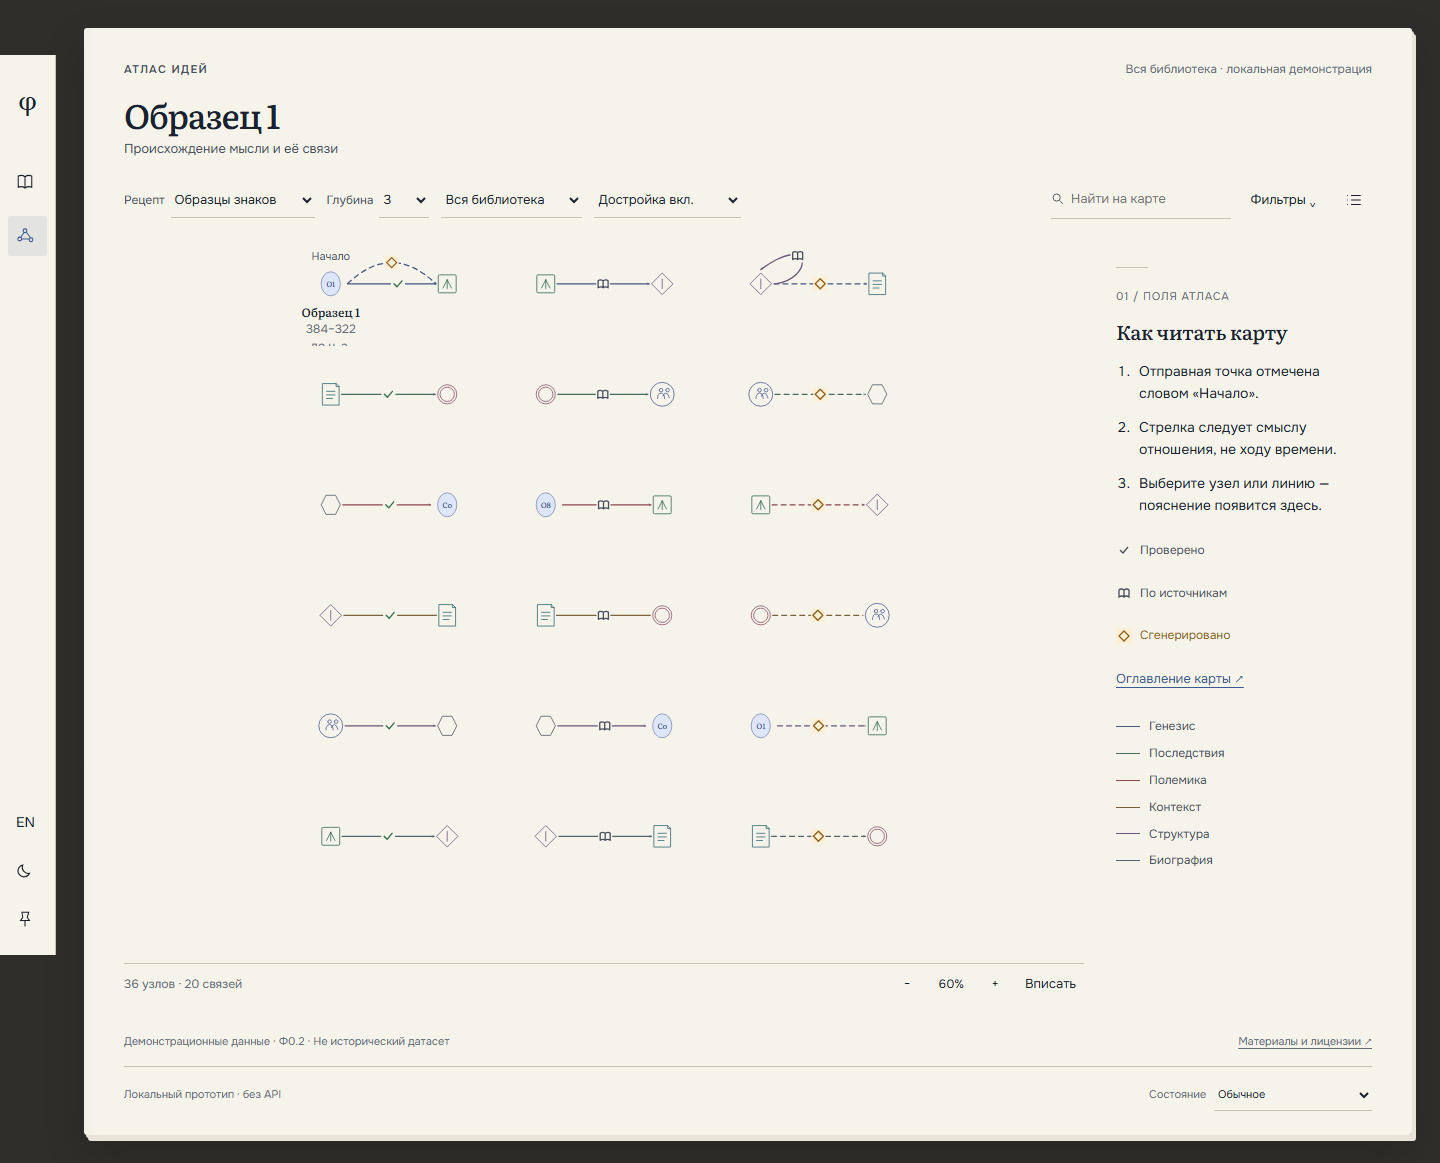 φ
EN
АТЛАС ИДЕЙ
Вся библиотека · локальная демонстрация
Образец 1
Происхождение мысли и её связи
Рецепт Образцы знаков Глубина 3 Вся библиотека Достройка вкл.
Найти на карте Фильтры
Начало
O1
Образец 1
384–322
Co
O8
Co
O1
01 / ПОЛЯ АТЛАСА
Как читать карту
1. Отправная точка отмечена
словом «Начало».
2. Стрелка следует смыслу
отношения, не ходу времени.
3. Выберите узел или линию —
пояснение появится здесь.
Проверено
По источникам
Сгенерировано
Оглавление карты ↗
Генезис
Последствия
Полемика
Контекст
Структура
Биография
36 узлов · 20 связей
− 60% + Вписать
Демонстрационные данные · Ф0.2 · Не исторический датасет
Материалы и лицензии ↗
Локальный прототип · без API
Состояние Обычное